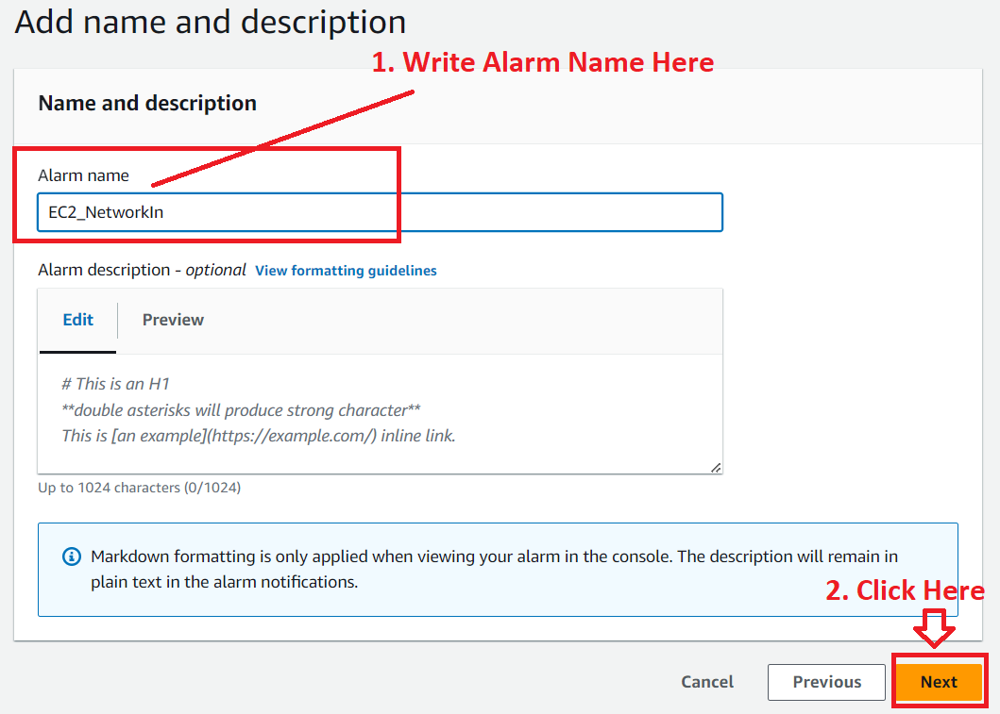 Add name and description
1. Write Alarm Name Here
Name and description
Alarm name
EC2_NetworkIn
Alarm description - optional View formatting guidelines
Edit Preview
# This is an H1
**double asterisks will produce strong character**
This is [an example](https://example.com/) inline link.
Up to 1024 characters (0/1024)
Markdown formatting is only applied when viewing your alarm in the console. The description will remain in
plain text in the alarm notifications.
2. Click Here
Cancel Previous Next